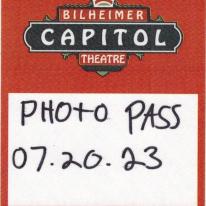 BILHEIMER
CAPITOL
THEATRE
PHOTO PASS
07.20.23